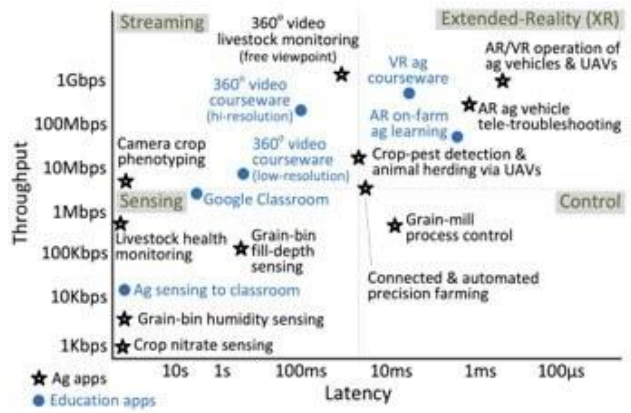 Streaming
360° video
livestock monitoring
(free viewpoint)
Extended-Reality (XR)
AR/VR operation of
ag vehicles & UAVs
VR ag
courseware
360° video
courseware
(hi-resolution)
AR on-farm
ag learning
AR ag vehicle
tele-troubleshooting
Camera crop
phenotyping
360° video
courseware
(low-resolution)
Crop-pest detection &
animal herding via UAVs
Sensing
Google Classroom
Control
Livestock health
monitoring
Grain-bin
fill-depth
sensing
Grain-mill
process control
Connected & automated
precision farming
Ag sensing to classroom
Grain-bin humidity sensing
Crop nitrate sensing
Throughput
1Gbps
100Mbps
10Mbps
1Mbps
100Kbps
10Kbps
1Kbps
10s 1s 100ms 10ms 1ms 100µs
Latency
Ag apps
Education apps